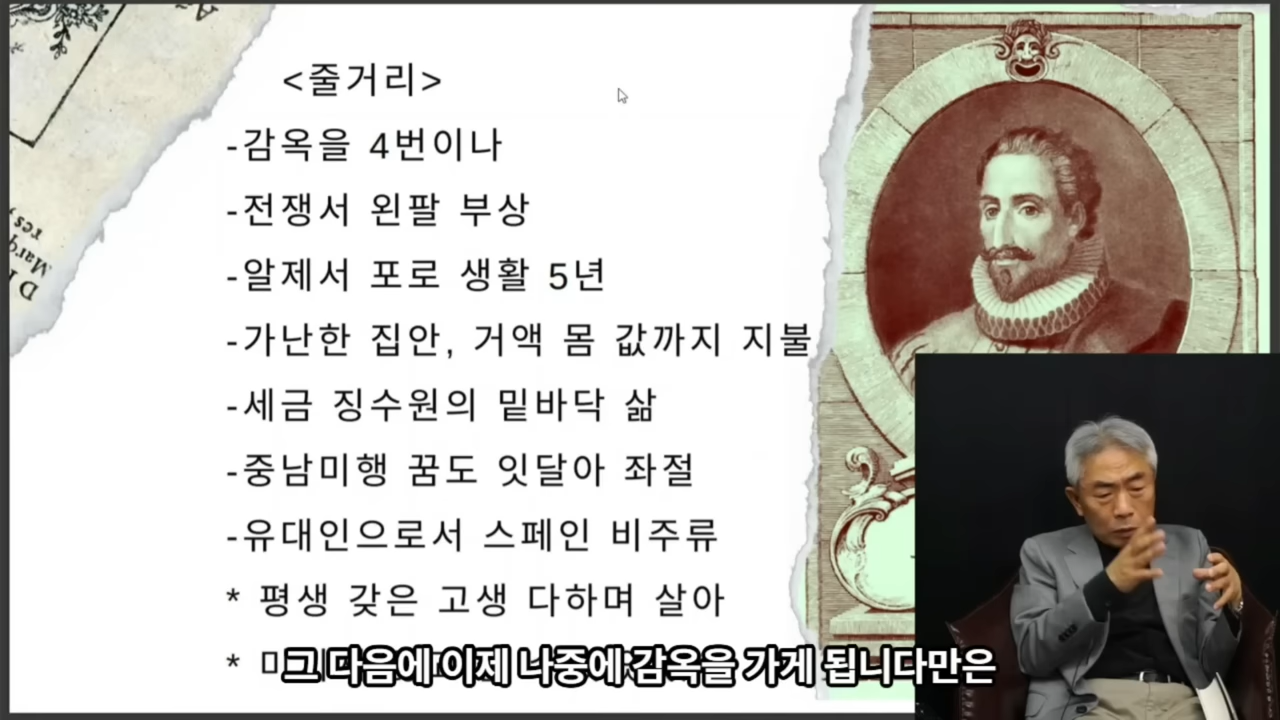 <줄거리>
-감옥을 4번이나
-전쟁서 왼팔 부상
-알제서 포로 생활 5년
-가난한 집안, 거액 몸 값까지 지불
-세금 징수원의 밑바닥 삶
-중남미행 꿈도 잇달아 좌절
-유대인으로서 스페인 비주류
* 평생 갖은 고생 다하며 살아
*
그 다음에 이제 나중에 감옥을 가게 됩니다만은
res,
Marq
D I